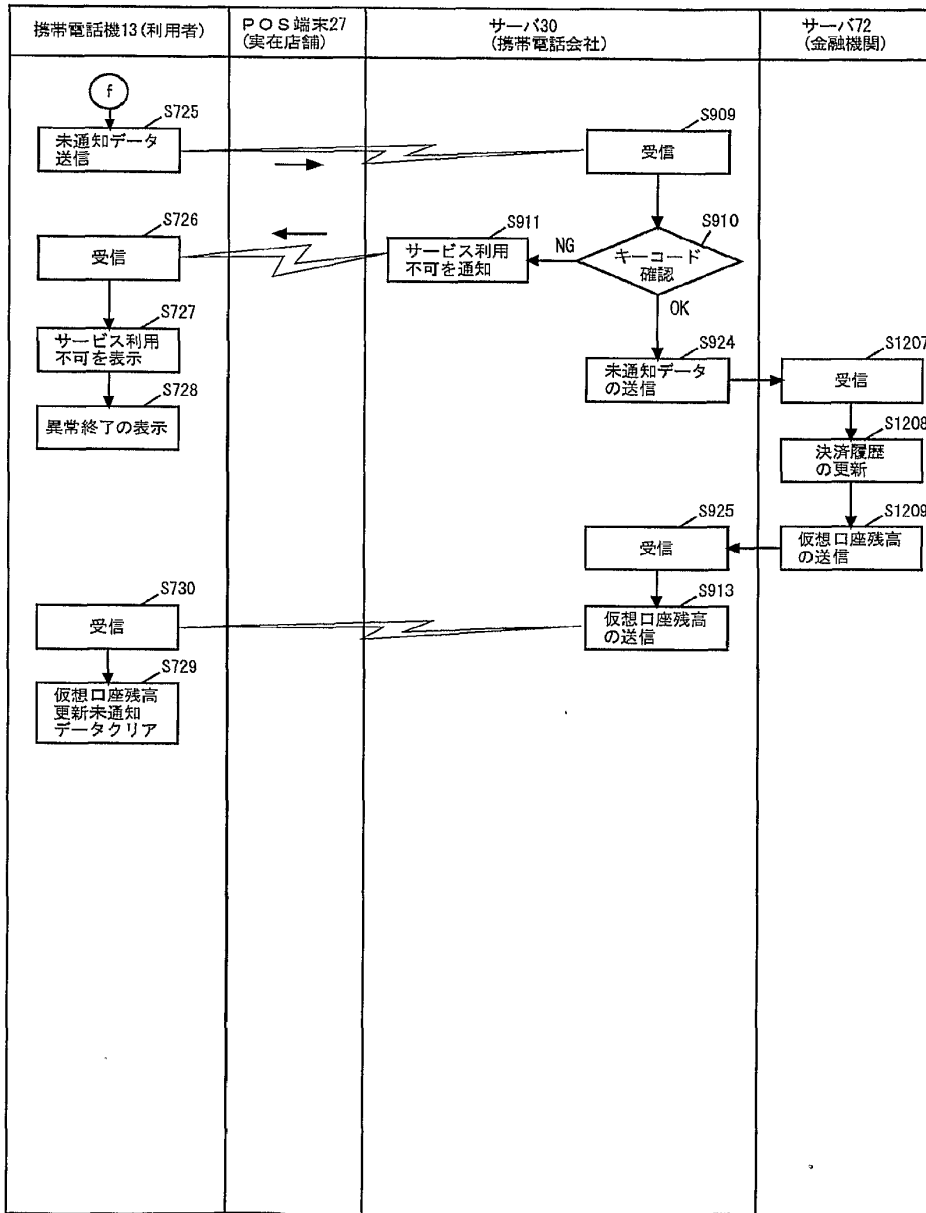 携帯電話機13(利用者)
ＰＯＳ端末27
(実在店舗)
サーバ30
(携帯電話会社)
サーバ72
(金融機関)
f
S725
未通知データ
送信
S909
受信
S726
受信
S911
サービス利用
不可を通知
NG
S910
キーコード
確認
OK
S727
サービス利用
不可を表示
S924
未通知データ
の送信
S1207
受信
S728
異常終了の表示
S1208
決済履歴
の更新
S925
受信
S1209
仮想口座残高
の送信
S730
受信
S913
仮想口座残高
の送信
S729
仮想口座残高
更新未通知
データクリア